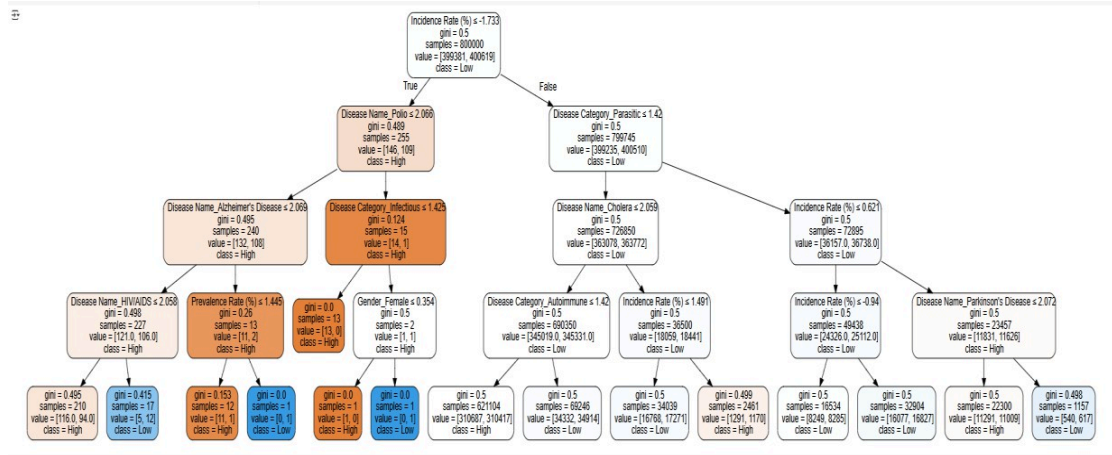 Incidence Rate (%) ≤ -1.733
gini = 0.5
samples = 800000
value = [399381, 400619]
class = Low
True
False
Disease Name_Polio ≤ 2.066
gini = 0.489
samples = 255
value = [146, 109]
class = High
Disease Category_Parasitic ≤ 1.42
gini = 0.5
samples = 799745
value = [399235, 400510]
class = Low
Disease Name_Alzheimer's Disease ≤ 2.069
gini = 0.495
samples = 240
value = [132, 108]
class = High
Disease Category_Infectious ≤ 1.425
gini = 0.124
samples = 15
value = [14, 1]
class = High
Disease Name_Cholera ≤ 2.059
gini = 0.5
samples = 726850
value = [363078, 363772]
class = Low
Incidence Rate (%) ≤ 0.621
gini = 0.5
samples = 72895
value = [36157.0, 36738.0]
class = Low
Disease Name_HIV/AIDS ≤ 2.058
gini = 0.498
samples = 227
value = [121.0, 106.0]
class = High
Prevalence Rate (%) ≤ 1.445
gini = 0.26
samples = 13
value = [11, 2]
class = High
gini = 0.0
samples = 13
value = [13, 0]
class = High
Gender_Female ≤ 0.354
gini = 0.5
samples = 2
value = [1, 1]
class = High
Disease Category_Autoimmune ≤ 1.42
gini = 0.5
samples = 690350
value = [345019.0, 345331.0]
class = Low
Incidence Rate (%) ≤ 1.491
gini = 0.5
samples = 36500
value = [18059, 18441]
class = Low
Incidence Rate (%) ≤ -0.94
gini = 0.5
samples = 49438
value = [24326.0, 25112.0]
class = Low
Disease Name_Parkinson's Disease ≤ 2.072
gini = 0.5
samples = 23457
value = [11831, 11626]
class = High
gini = 0.495
samples = 210
value = [116.0, 94.0]
class = High
gini = 0.415
samples = 17
value = [5, 12]
class = Low
gini = 0.153
samples = 12
value = [11, 1]
class = High
gini = 0.0
samples = 1
value = [0, 1]
class = Low
gini = 0.0
samples = 1
value = [1, 0]
class = High
gini = 0.0
samples = 1
value = [0, 1]
class = Low
gini = 0.5
samples = 621104
value = [310687, 310417]
class = High
gini = 0.5
samples = 69246
value = [34332, 34914]
class = Low
gini = 0.5
samples = 34039
value = [16768, 17271]
class = Low
gini = 0.499
samples = 2461
value = [1291, 1170]
class = High
gini = 0.5
samples = 16534
value = [8249, 8285]
class = Low
gini = 0.5
samples = 32904
value = [16077, 16827]
class = Low
gini = 0.5
samples = 22300
value = [11291, 11009]
class = High
gini = 0.498
samples = 1157
value = [540, 617]
class = Low